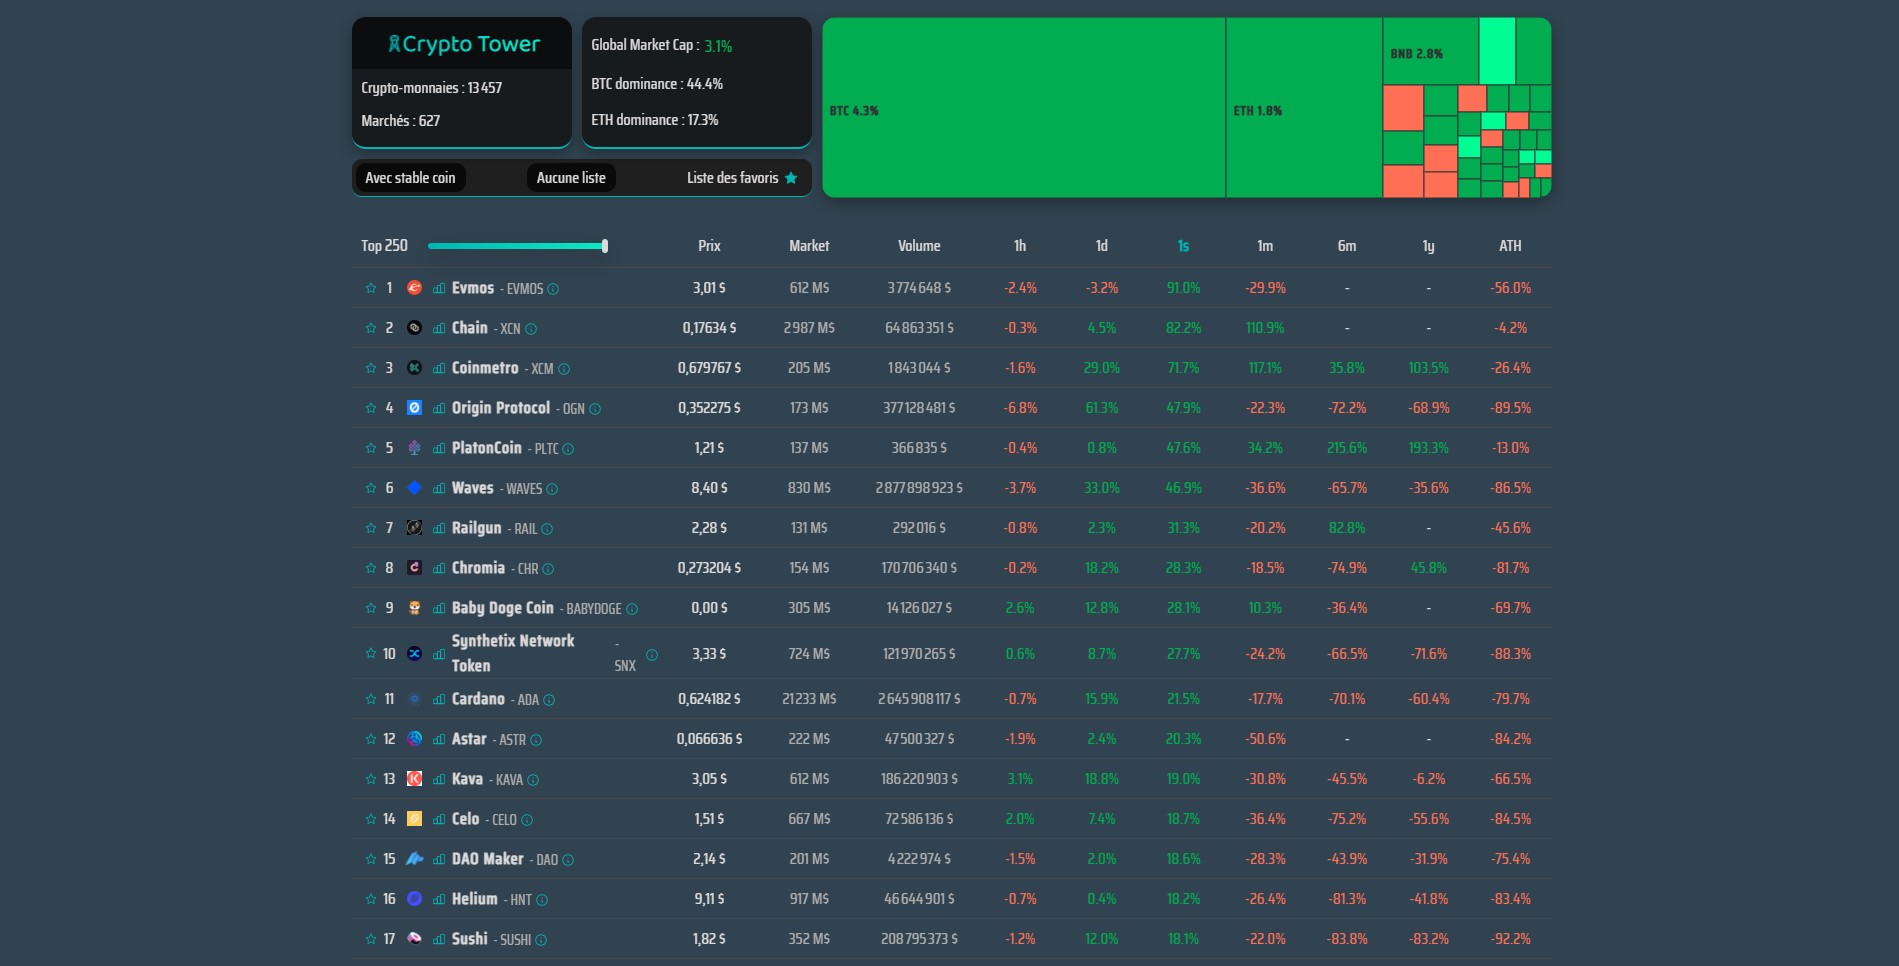 Crypto Tower
Crypto-monnaies : 13 457
Marchés : 627
Global Market Cap : 3.1%
BTC dominance : 44.4%
ETH dominance : 17.3%
Avec stable coin
Aucune liste
Liste des favoris
BTC 4.3%
ETH 1.8%
BNB 2.8%
Top 250 Prix Market Volume 1h 1d 1s 1m 6m 1y ATH
1 Evmos - EVMOS 3,01 $ 612 M$ 3 774 648 $ -2.4% -3.2% 91.0% -29.9% - - -56.0%
2 Chain - XCN 0,17634 $ 2 987 M$ 64 863 351 $ -0.3% 4.5% 82.2% 110.9% - - -4.2%
3 Coinmetro - XCM 0,679767 $ 205 M$ 1 843 044 $ -1.6% 29.0% 71.7% 117.1% 35.8% 103.5% -26.4%
4 Origin Protocol - OGN 0,352275 $ 173 M$ 377 128 481 $ -6.8% 61.3% 47.9% -22.3% -72.2% -68.9% -89.5%
5 PlatonCoin - PLTC 1,21 $ 137 M$ 366 835 $ -0.4% 0.8% 47.6% 34.2% 215.6% 193.3% -13.0%
6 Waves - WAVES 8,40 $ 830 M$ 2 877 898 923 $ -3.7% 33.0% 46.9% -36.6% -65.7% -35.6% -86.5%
7 Railgun - RAIL 2,28 $ 131 M$ 292 016 $ -0.8% 2.3% 31.3% -20.2% 82.8% - -45.6%
8 Chromia - CHR 0,273204 $ 154 M$ 170 706 340 $ -0.2% 18.2% 28.3% -18.5% -74.9% 45.8% -81.7%
9 Baby Doge Coin - BABYDOGE 0,00 $ 305 M$ 14 126 027 $ 2.6% 12.8% 28.1% 10.3% -36.4% - -69.7%
10 Synthetix Network Token - SNX 3,33 $ 724 M$ 121 970 265 $ 0.6% 8.7% 27.7% -24.2% -66.5% -71.6% -88.3%
11 Cardano - ADA 0,624182 $ 21 233 M$ 2 645 908 117 $ -0.7% 15.9% 21.5% -17.7% -70.1% -60.4% -79.7%
12 Astar - ASTR 0,066636 $ 222 M$ 47 500 327 $ -1.9% 2.4% 20.3% -50.6% - - -84.2%
13 Kava - KAVA 3,05 $ 612 M$ 186 220 903 $ 3.1% 18.8% 19.0% -30.8% -45.5% -6.2% -66.5%
14 Celo - CELO 1,51 $ 667 M$ 72 586 136 $ 2.0% 7.4% 18.7% -36.4% -75.2% -55.6% -84.5%
15 DAO Maker - DAO 2,14 $ 201 M$ 4 222 974 $ -1.5% 2.0% 18.6% -28.3% -43.9% -31.9% -75.4%
16 Helium - HNT 9,11 $ 917 M$ 46 644 901 $ -0.7% 0.4% 18.2% -26.4% -81.3% -41.8% -83.4%
17 Sushi - SUSHI 1,82 $ 352 M$ 208 795 373 $ -1.2% 12.0% 18.1% -22.0% -83.8% -83.2% -92.2%